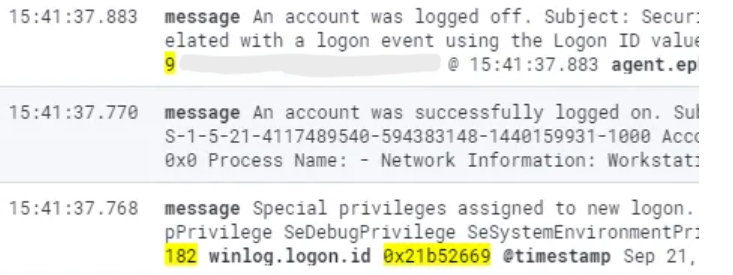 15:41:37.883 message An account was logged off. Subject: Securi
elated with a logon event using the Logon ID value
9 @ 15:41:37.883 agent.ep
15:41:37.770 message An account was successfully logged on. Sub
S-1-5-21-4117489540-594383148-1440159931-1000 Acco
0x0 Process Name: - Network Information: Workstati
15:41:37.768 message Special privileges assigned to new logon.
pPrivilege SeDebugPrivilege SeSystemEnvironmentPri
182 winlog.logon.id 0x21b52669 @timestamp Sep 21,